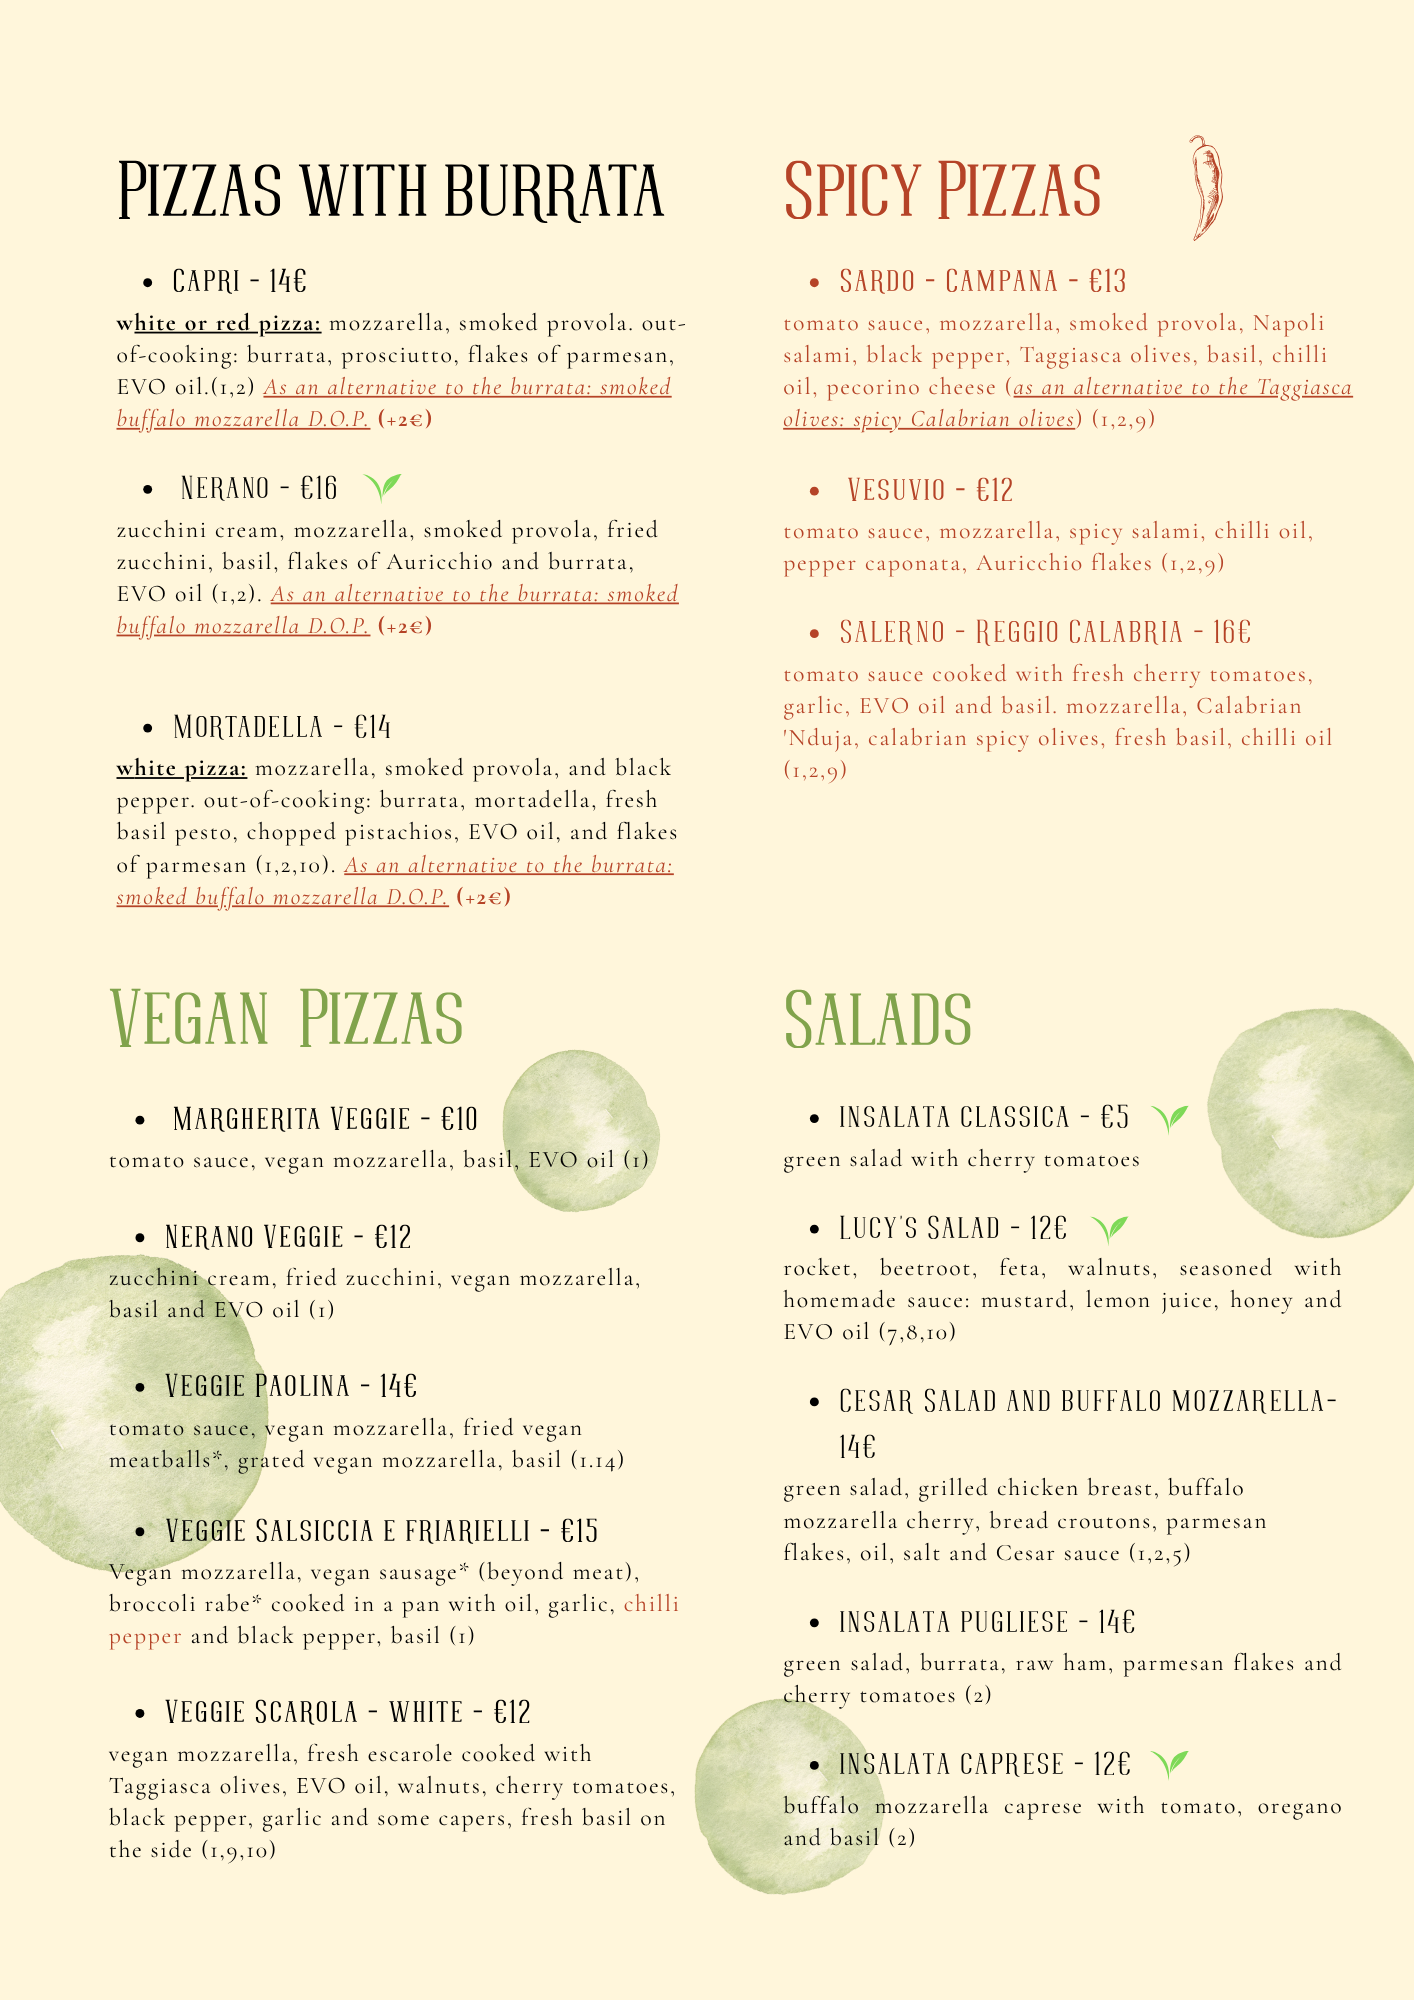 Pizzas with burrata
• Capri - 14€
white or red pizza: mozzarella, smoked provola. out-
of-cooking: burrata, prosciutto, flakes of parmesan,
EVO oil.(1,2) As an alternative to the burrata: smoked
buffalo mozzarella D.O.P. (+2€)
• Nerano - €16
zucchini cream, mozzarella, smoked provola, fried
zucchini, basil, flakes of Auricchio and burrata,
EVO oil (1,2). As an alternative to the burrata: smoked
buffalo mozzarella D.O.P. (+2€)
• Mortadella - €14
white pizza: mozzarella, smoked provola, and black
pepper. out-of-cooking: burrata, mortadella, fresh
basil pesto, chopped pistachios, EVO oil, and flakes
of parmesan (1,2,10). As an alternative to the burrata:
smoked buffalo mozzarella D.O.P. (+2€)
Spicy Pizzas
• Sardo - Campana - €13
tomato sauce, mozzarella, smoked provola, Napoli
salami, black pepper, Taggiasca olives, basil, chilli
oil, pecorino cheese (as an alternative to the Taggiasca
olives: spicy Calabrian olives) (1,2,9)
• Vesuvio - €12
tomato sauce, mozzarella, spicy salami, chilli oil,
pepper caponata, Auricchio flakes (1,2,9)
• Salerno - Reggio Calabria - 16€
tomato sauce cooked with fresh cherry tomatoes,
garlic, EVO oil and basil. mozzarella, Calabrian
'Nduja, calabrian spicy olives, fresh basil, chilli oil
(1,2,9)
Vegan Pizzas
• Margherita Veggie - €10
tomato sauce, vegan mozzarella, basil, EVO oil (1)
• Nerano Veggie - €12
zucchini cream, fried zucchini, vegan mozzarella,
basil and EVO oil (1)
• Veggie Paolina - 14€
tomato sauce, vegan mozzarella, fried vegan
meatballs*, grated vegan mozzarella, basil (1.14)
• Veggie Salsiccia e friarielli - €15
Vegan mozzarella, vegan sausage* (beyond meat),
broccoli rabe* cooked in a pan with oil, garlic, chilli
pepper and black pepper, basil (1)
• Veggie Scarola - white - €12
vegan mozzarella, fresh escarole cooked with
Taggiasca olives, EVO oil, walnuts, cherry tomatoes,
black pepper, garlic and some capers, fresh basil on
the side (1,9,10)
Salads
• insalata classica - €5
green salad with cherry tomatoes
• Lucy's Salad - 12€
rocket, beetroot, feta, walnuts, seasoned with
homemade sauce: mustard, lemon juice, honey and
EVO oil (7,8,10)
• Cesar Salad and buffalo mozzarella-
14€
green salad, grilled chicken breast, buffalo
mozzarella cherry, bread croutons, parmesan
flakes, oil, salt and Cesar sauce (1,2,5)
• insalata pugliese - 14€
green salad, burrata, raw ham, parmesan flakes and
cherry tomatoes (2)
• insalata caprese - 12€
buffalo mozzarella caprese with tomato, oregano
and basil (2)